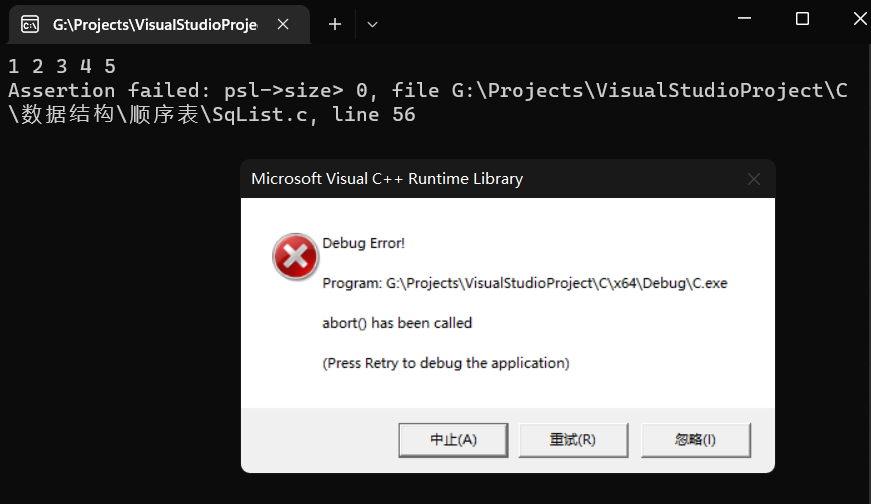 G:\Projects\VisualStudioProje
1 2 3 4 5
Assertion failed: psl->size> 0, file G:\Projects\VisualStudioProject\C
\数据结构\顺序表\SqList.c, line 56
Microsoft Visual C++ Runtime Library
Debug Error!
Program: G:\Projects\VisualStudioProject\C\x64\Debug\C.exe
abort() has been called
(Press Retry to debug the application)
中止(A)
重试(R)
忽略(I)